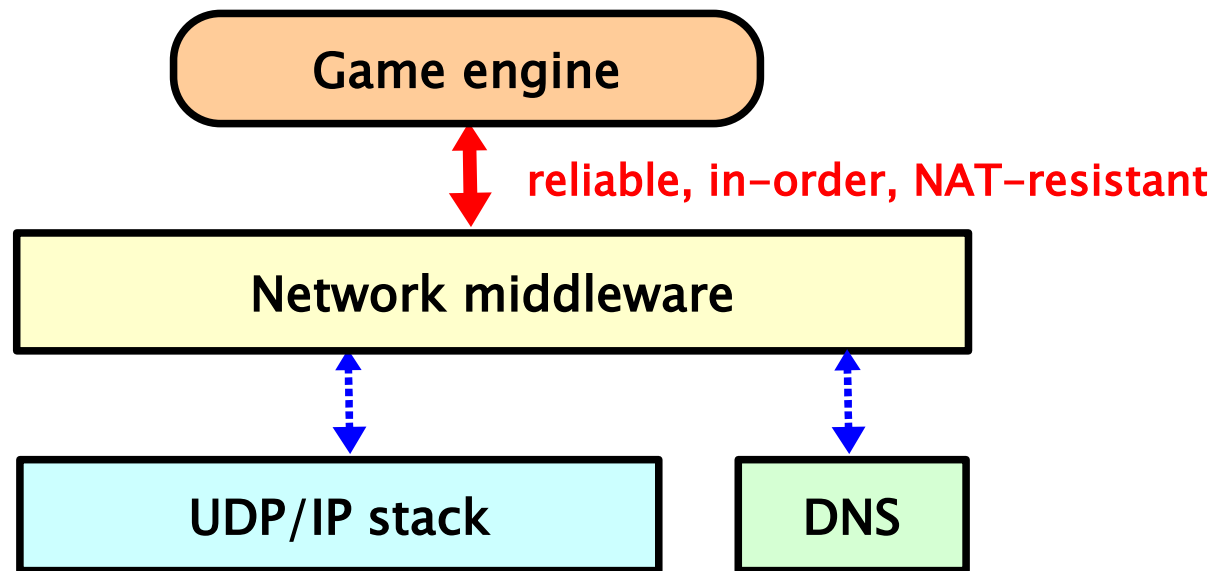 Game engine
reliable, in-order, NAT-resistant
Network middleware
UDP/IP stack
DNS